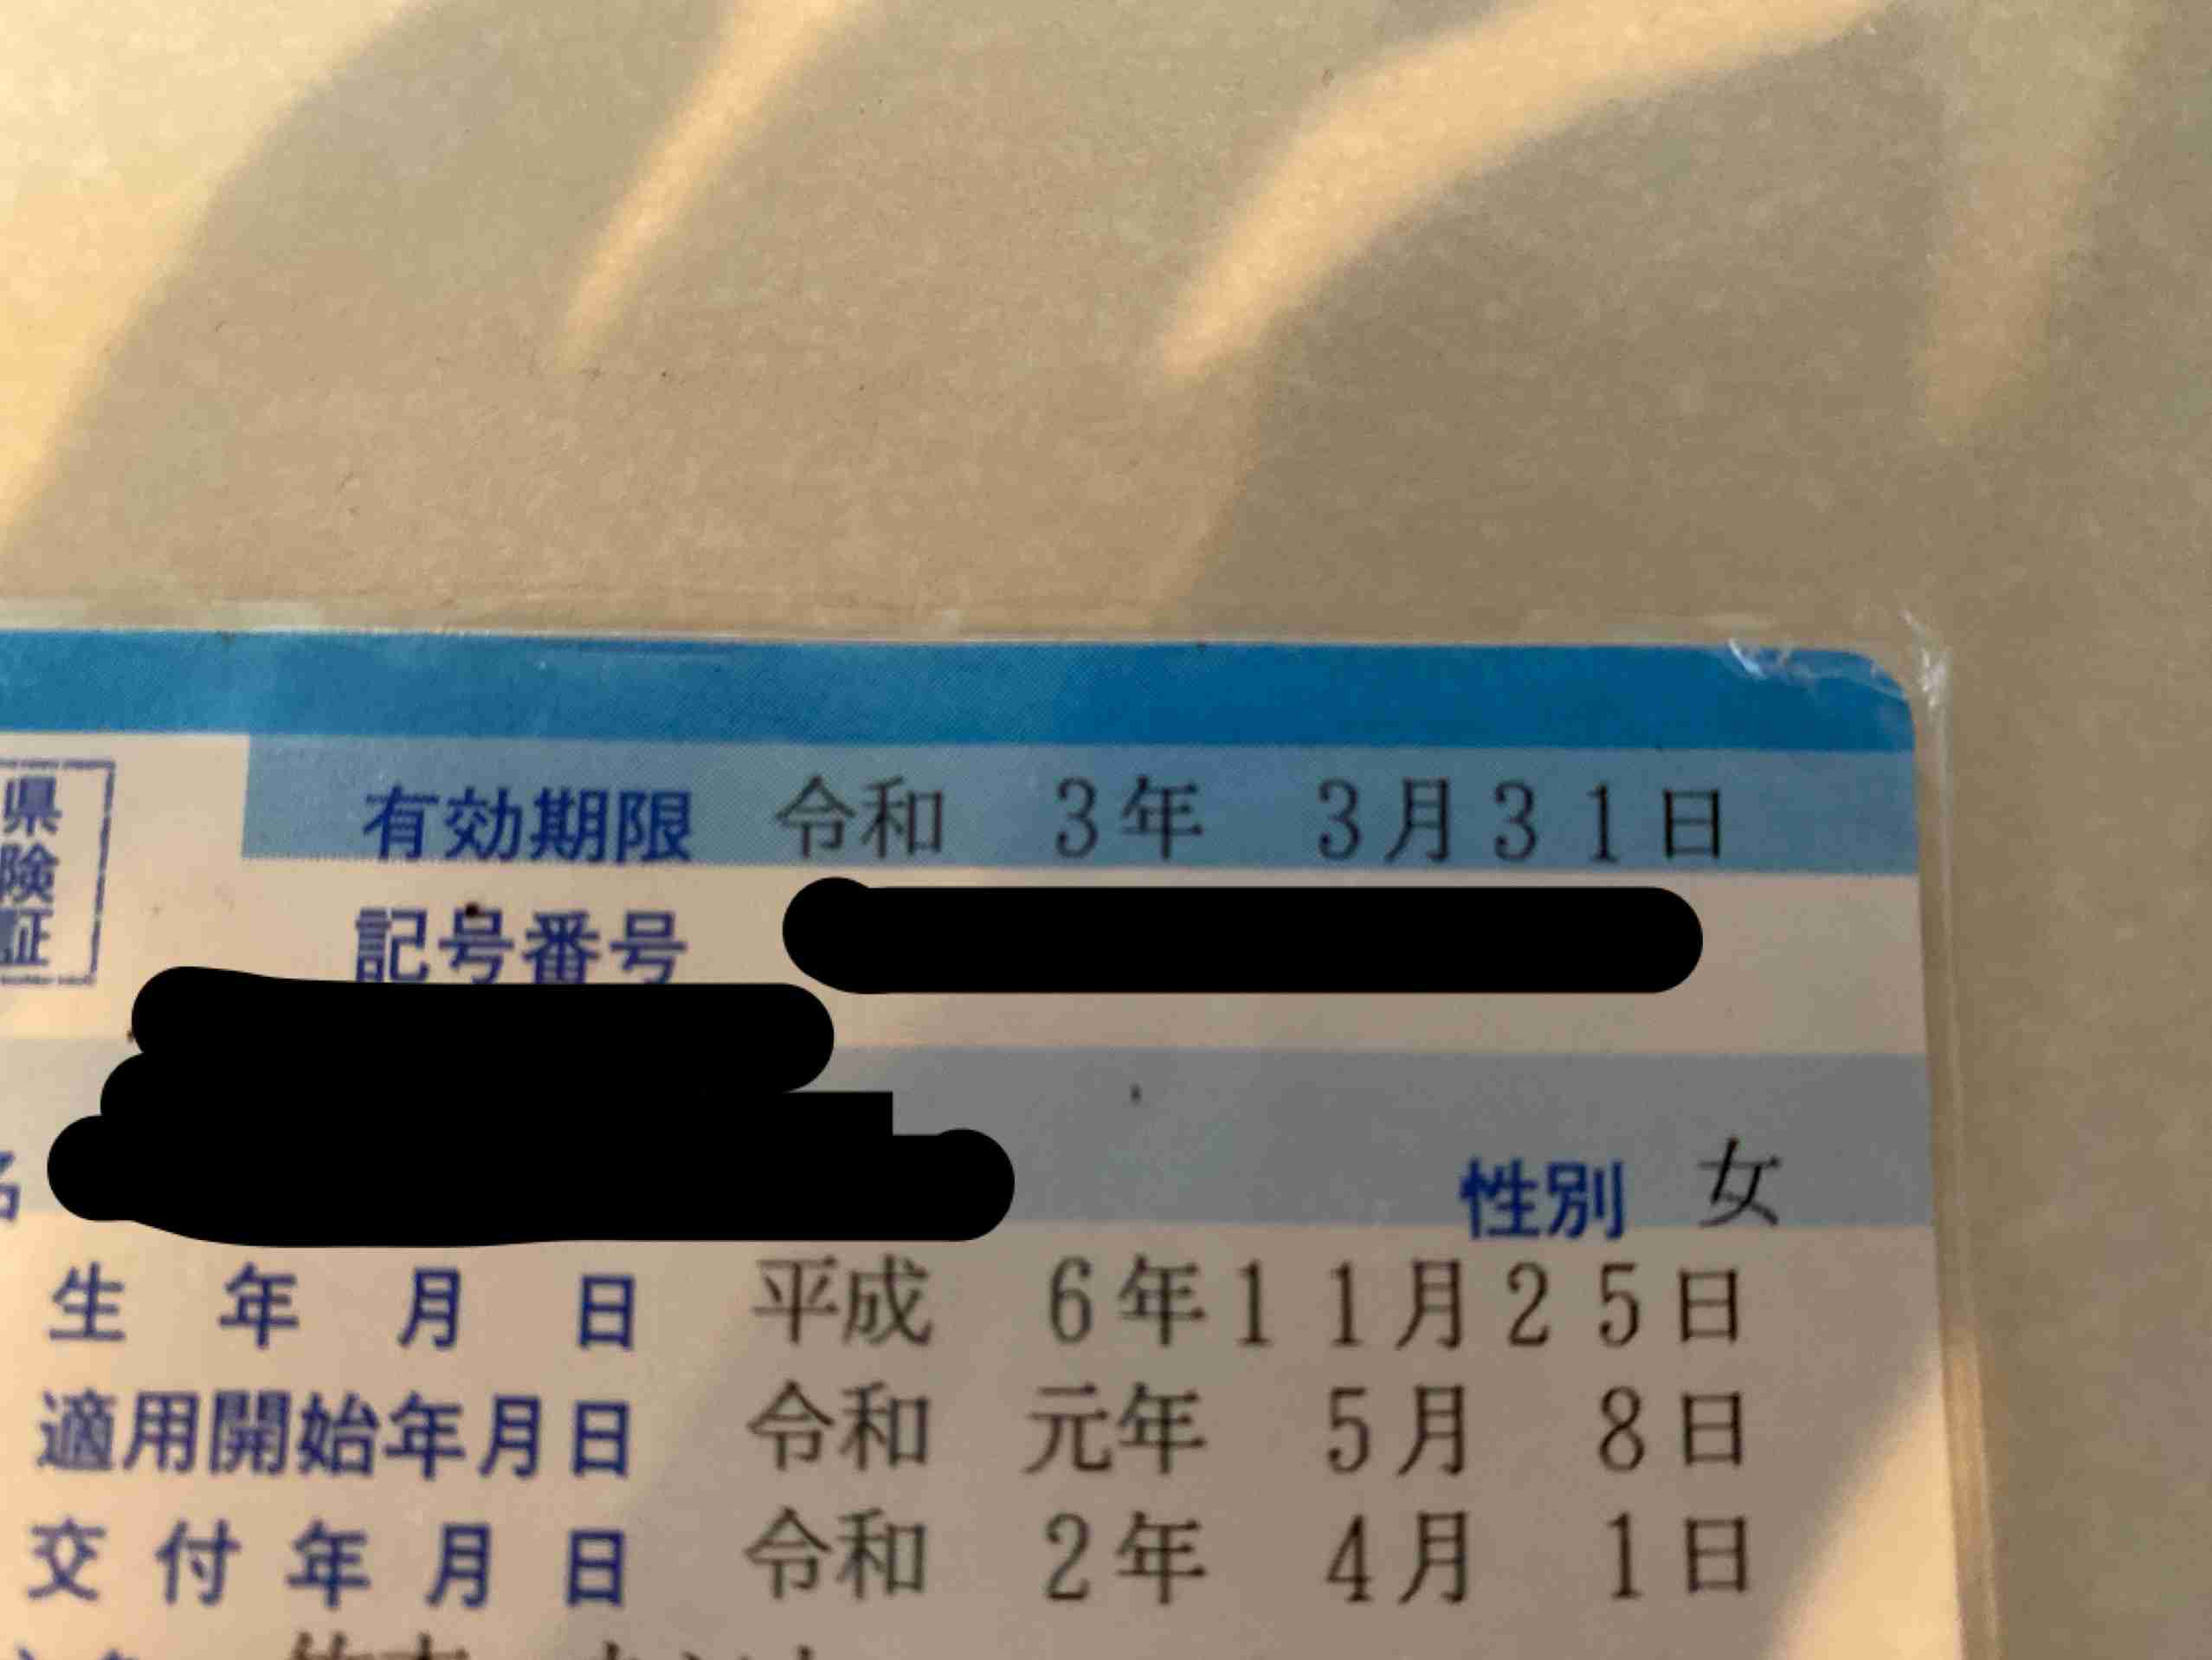 県
険
証
有効期限 令和 3年 3月31日
記号番号
名
性別 女
生年月日 平成 6年11月25日
適用開始年月日 令和 元年 5月 8日
交付年月日 令和 2年 4月 1日